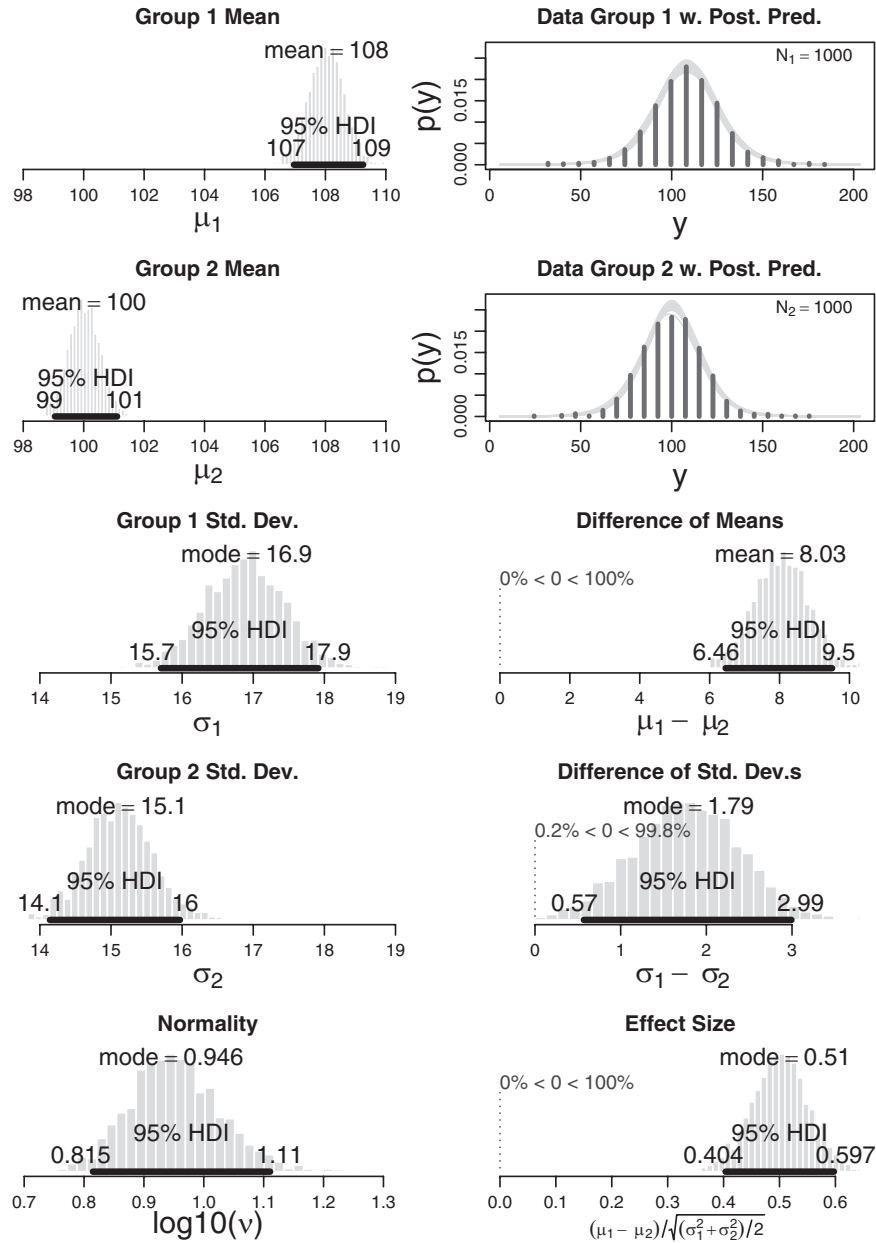 Group 1 Mean
mean = 108
95% HDI
107 109
98 100 102 104 106 108 110
μ1
Data Group 1 w. Post. Pred.
N1 = 1000
p(y)
0.000 0.015
0 50 100 150 200
y
Group 2 Mean
mean = 100
95% HDI
99 101
98 100 102 104 106 108 110
μ2
Data Group 2 w. Post. Pred.
N2 = 1000
p(y)
0.000 0.015
0 50 100 150 200
y
Group 1 Std. Dev.
mode = 16.9
95% HDI
15.7 17.9
14 15 16 17 18 19
σ1
Difference of Means
mean = 8.03
0% < 0 < 100%
95% HDI
6.46 9.5
0 2 4 6 8 10
μ1 − μ2
Group 2 Std. Dev.
mode = 15.1
95% HDI
14.1 16
14 15 16 17 18 19
σ2
Difference of Std. Dev.s
mode = 1.79
0.2% < 0 < 99.8%
95% HDI
0.57 2.99
0 1 2 3
σ1 − σ2
Normality
mode = 0.946
95% HDI
0.815 1.11
0.7 0.8 0.9 1.0 1.1 1.2 1.3
log10(ν)
Effect Size
mode = 0.51
0% < 0 < 100%
95% HDI
0.404 0.597
0.0 0.1 0.2 0.3 0.4 0.5 0.6
(μ1 − μ2)/√(σ1² + σ2²)/2